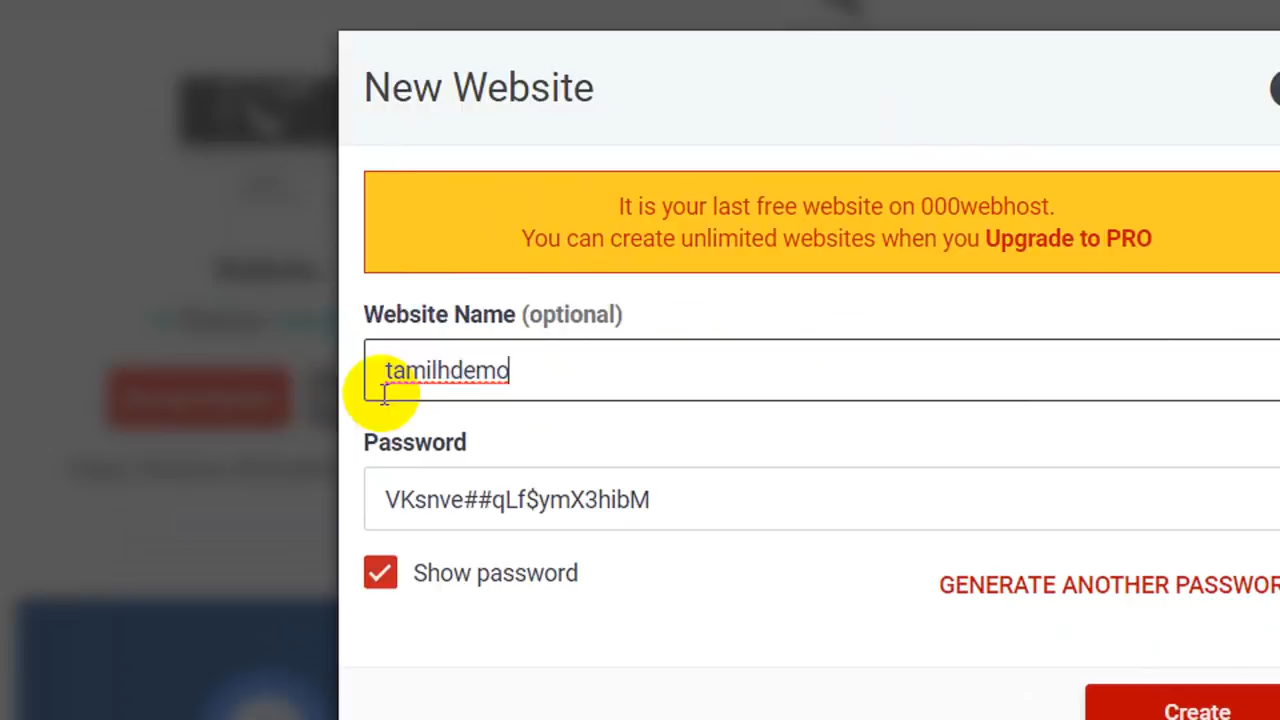 New Website
It is your last free website on 000webhost.
You can create unlimited websites when you Upgrade to PRO
Website Name (optional)
tamilhdemo
Password
VKsnve##qLf$ymX3hibM
Show password
GENERATE ANOTHER PASSWOR
Create